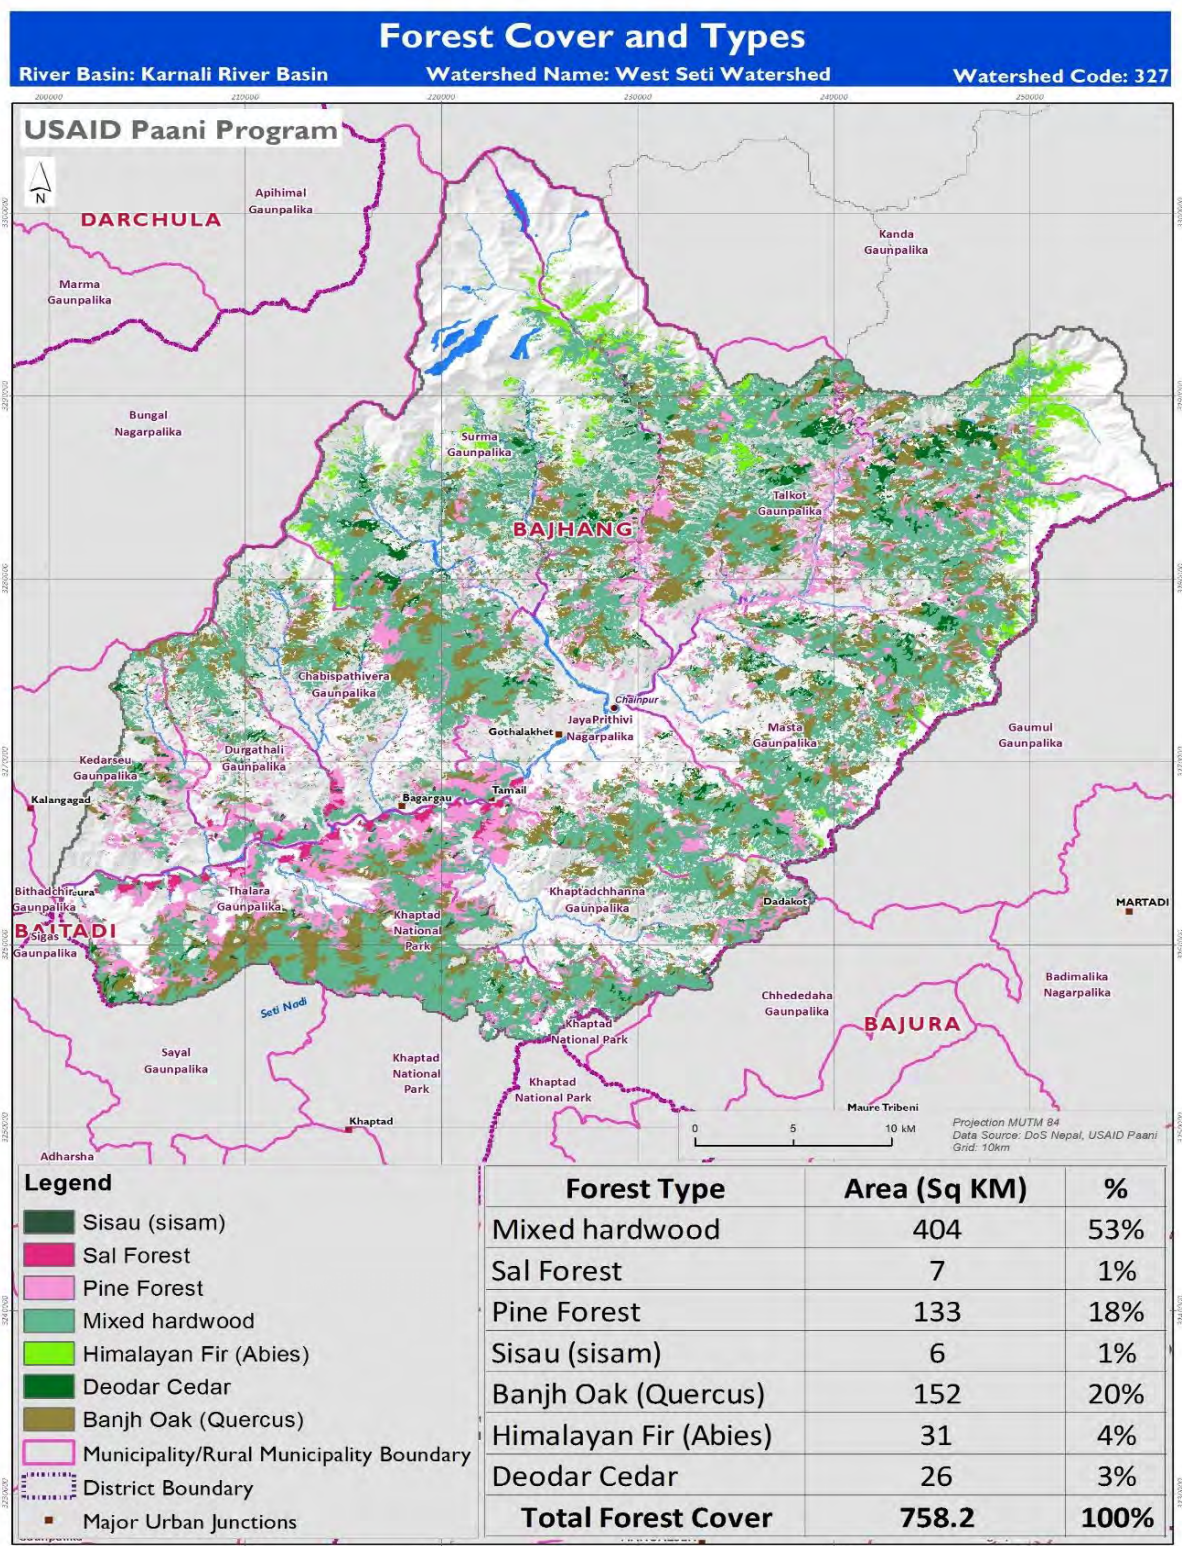 Forest Cover and Types
River Basin: Karnali River Basin
Watershed Name: West Seti Watershed
Watershed Code: 327
200000
210000
220000
230000
240000
250000
USAID Paani Program
N
Apihimal
Gaunpalika
DARCHULA
Marma
Gaunpalika
Kanda
Gaunpalika
Bungal
Nagarpalika
Surma
Gaunpalika
Talkot
Gaunpalika
BAJHANG
Chabispathivera
Gaunpalika
Chainpur
JayaPrithivi
Nagarpalika
Gothalakhet
Masta
Gaunpalika
Gaumul
Gaunpalika
Durgathali
Gaunpalika
Kedarseu
Gaunpalika
Kalangagad
Bagargau
Tamail
Thalara
Gaunpalika
Khaptadchhanna
Gaunpalika
Dadakot
MARTADI
Gaunpalika
BAITADI
Sigas
Gaunpalika
Khaptad
National
Park
Seti Nadi
Chhededaha
Gaunpalika
Badimalika
Nagarpalika
BAJURA
Khaptad
National Park
Sayal
Gaunpalika
Khaptad
National
Park
Khaptad
National Park
Maure Tribeni
Khaptad
Adharsha
0 5 10 kM
Projection MUTM 84
Data Source: DoS Nepal, USAID Paani
Grid: 10km
Legend
Sisau (sisam)
Sal Forest
Pine Forest
Mixed hardwood
Himalayan Fir (Abies)
Deodar Cedar
Banjh Oak (Quercus)
Municipality/Rural Municipality Boundary
District Boundary
Major Urban Junctions
Forest Type Area (Sq KM) %
Mixed hardwood 404 53%
Sal Forest 7 1%
Pine Forest 133 18%
Sisau (sisam) 6 1%
Banjh Oak (Quercus) 152 20%
Himalayan Fir (Abies) 31 4%
Deodar Cedar 26 3%
Total Forest Cover 758.2 100%